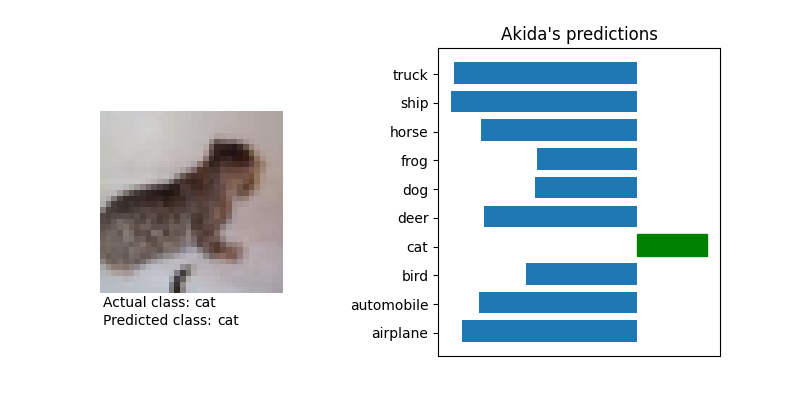 Akida's predictions
truck
ship
horse
frog
dog
deer
cat
bird
automobile
airplane
Actual class: cat
Predicted class: cat